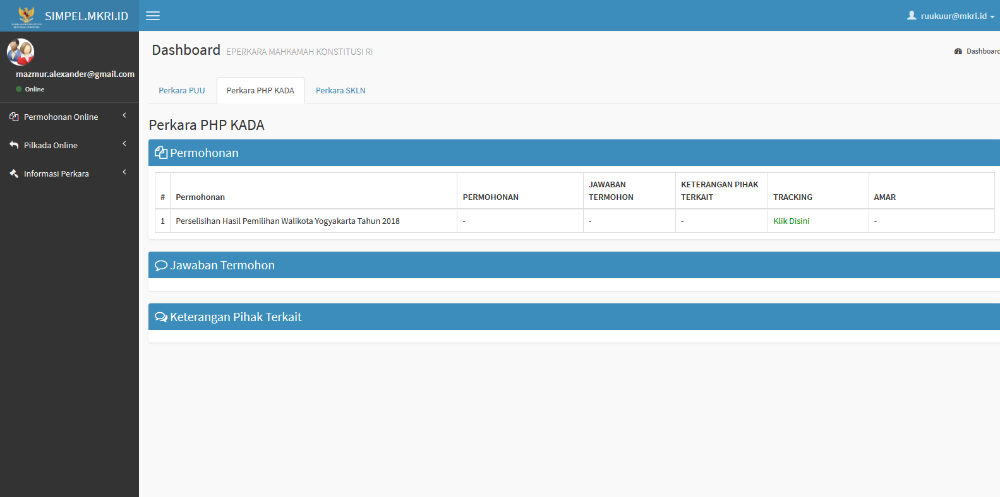 SIMPEL.MKRI.ID
ruukuur@mkri.id
mazmur.alexander@gmail.com
Online
Permohonan Online
Pilkada Online
Informasi Perkara
Dashboard EPERKARA MAHKAMAH KONSTITUSI RI
Dashboard
Perkara PUU
Perkara PHP KADA
Perkara SKLN
Perkara PHP KADA
Permohonan
# Permohonan PERMOHONAN JAWABAN TERMOHON KETERANGAN PIHAK TERKAIT TRACKING AMAR
1 Perselisihan Hasil Pemilihan Walikota Yogyakarta Tahun 2018 - - - Klik Disini -
Jawaban Termohon
Keterangan Pihak Terkait